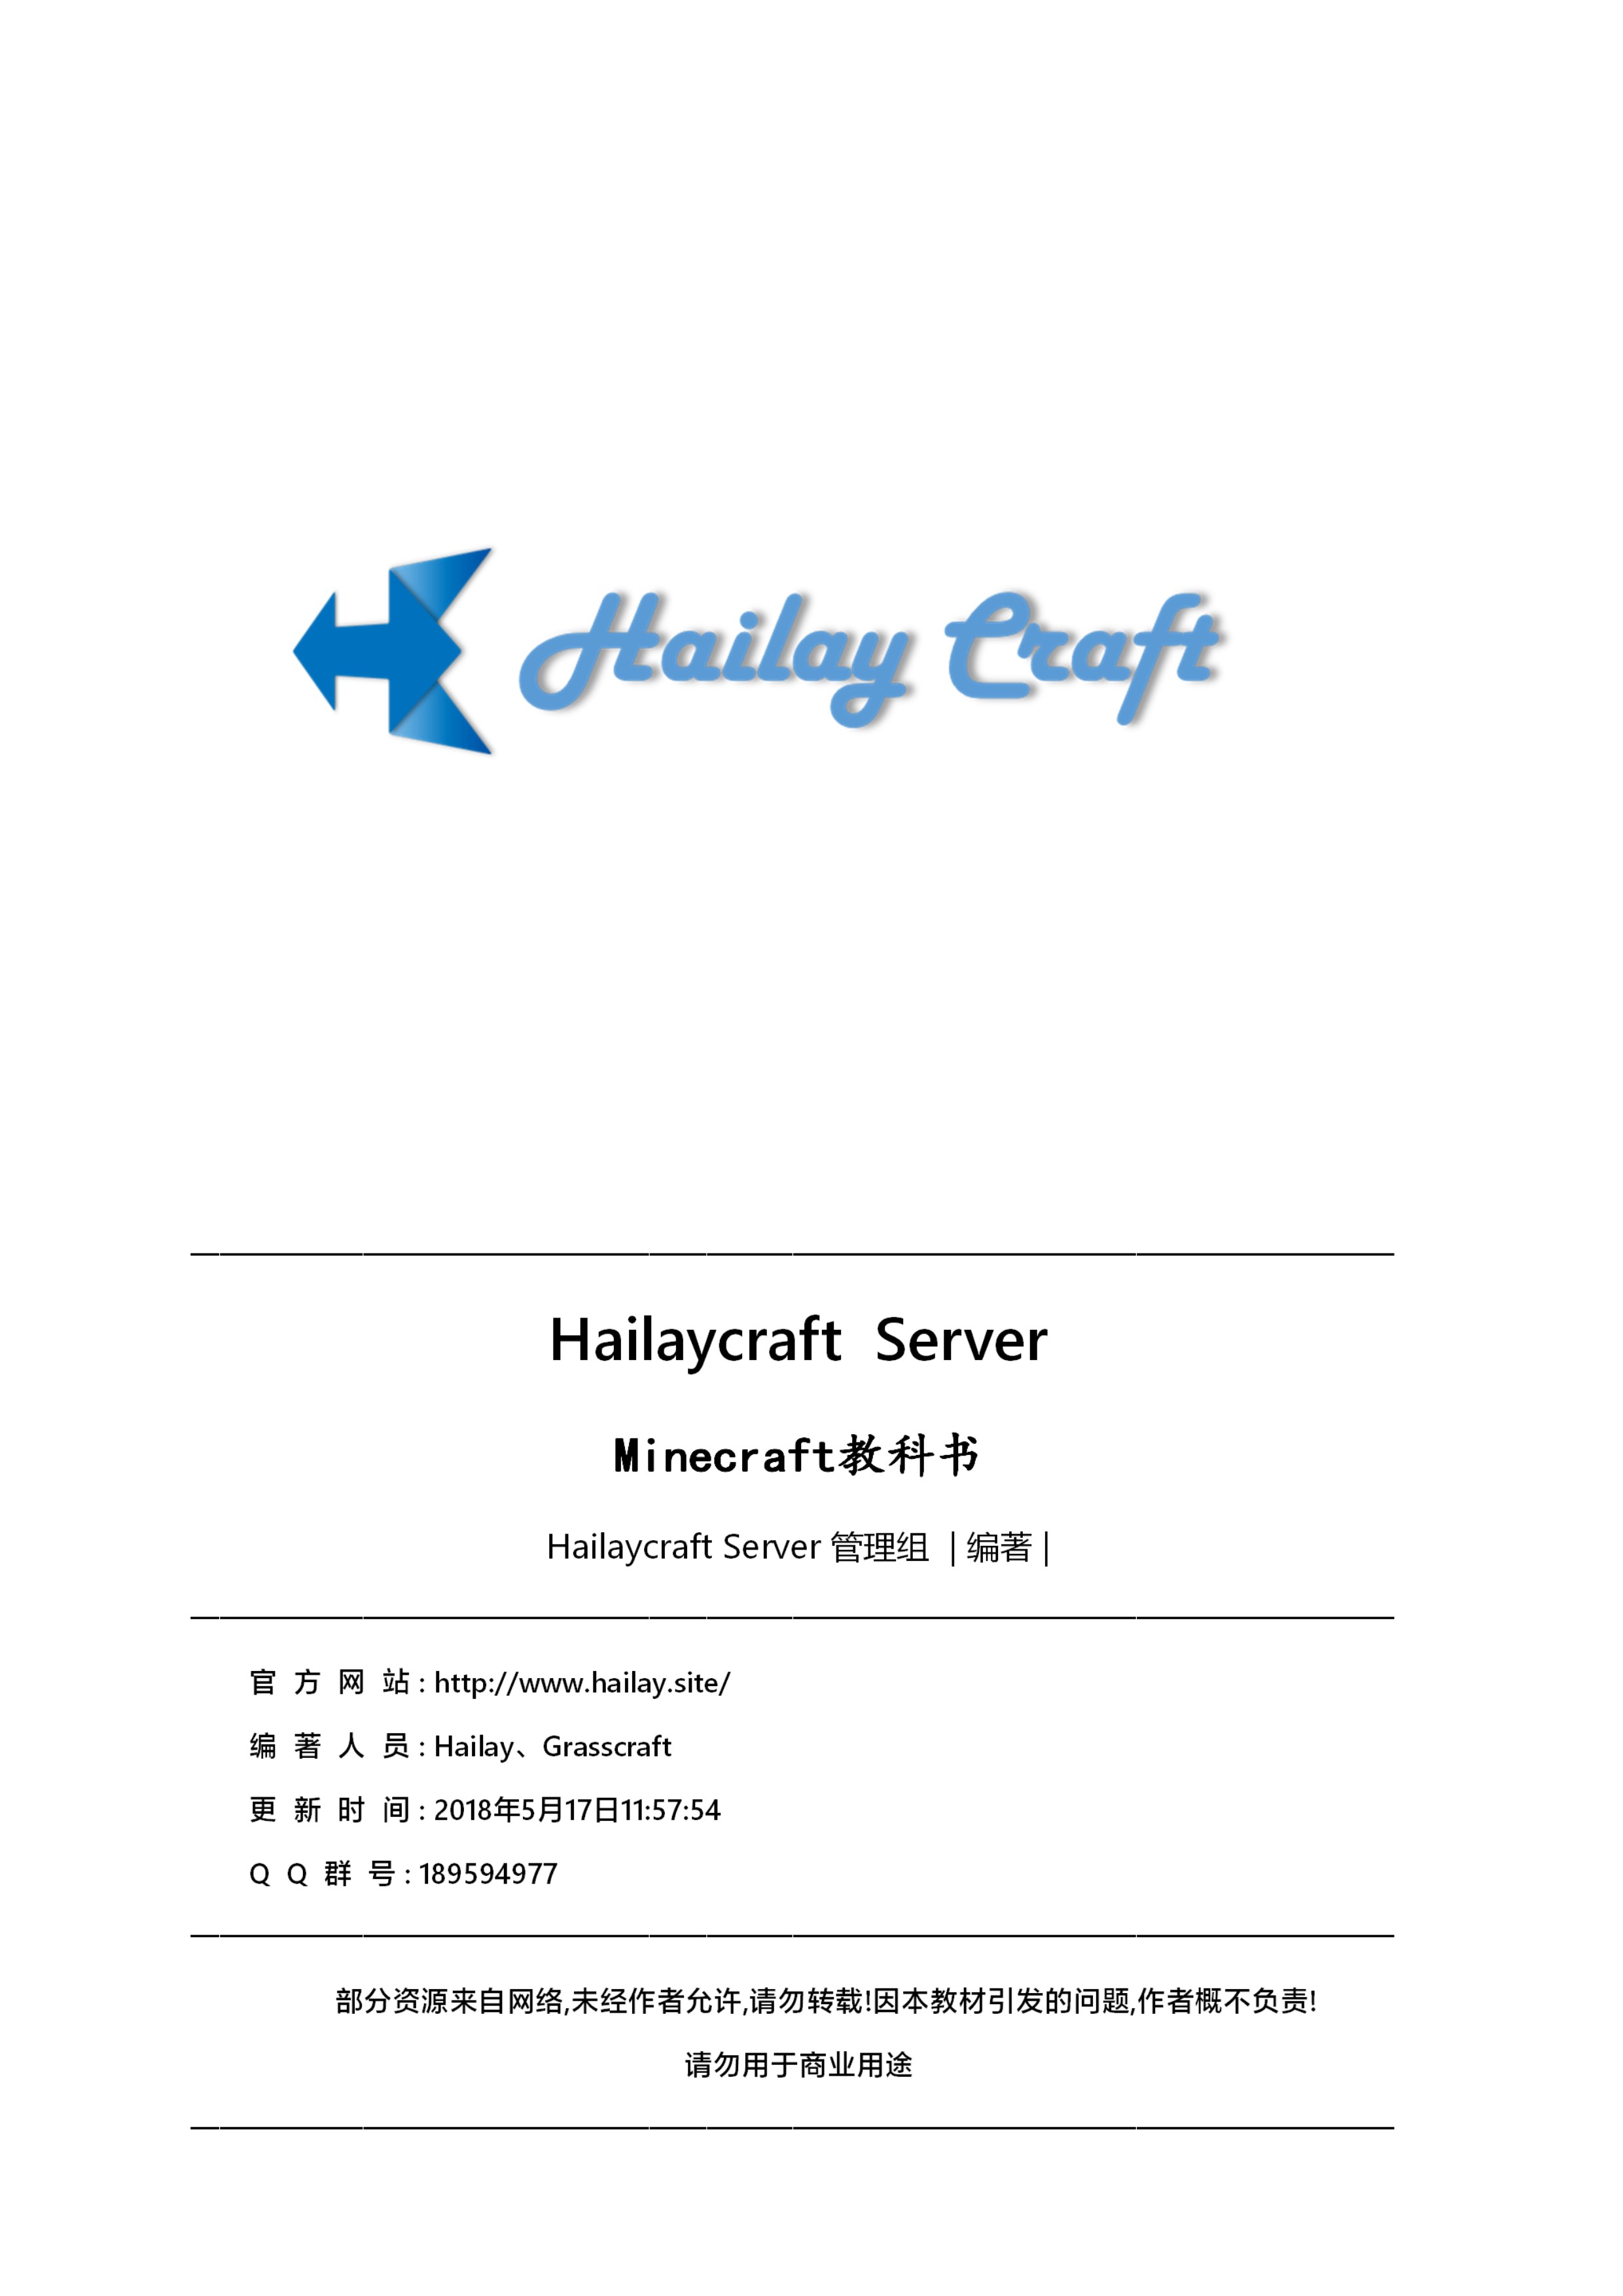 Hailay Craft
Hailaycraft Server
Minecraft教科书
Hailaycraft Server 管理组 | 编著 |
官 方 网 站 : http://www.hailay.site/
编 著 人 员 : Hailay、Grasscraft
更 新 时 间 : 2018年5月17日11:57:54
Q Q 群 号 : 189594977
部分资源来自网络,未经作者允许,请勿转载!因本教材引发的问题,作者概不负责!
请勿用于商业用途